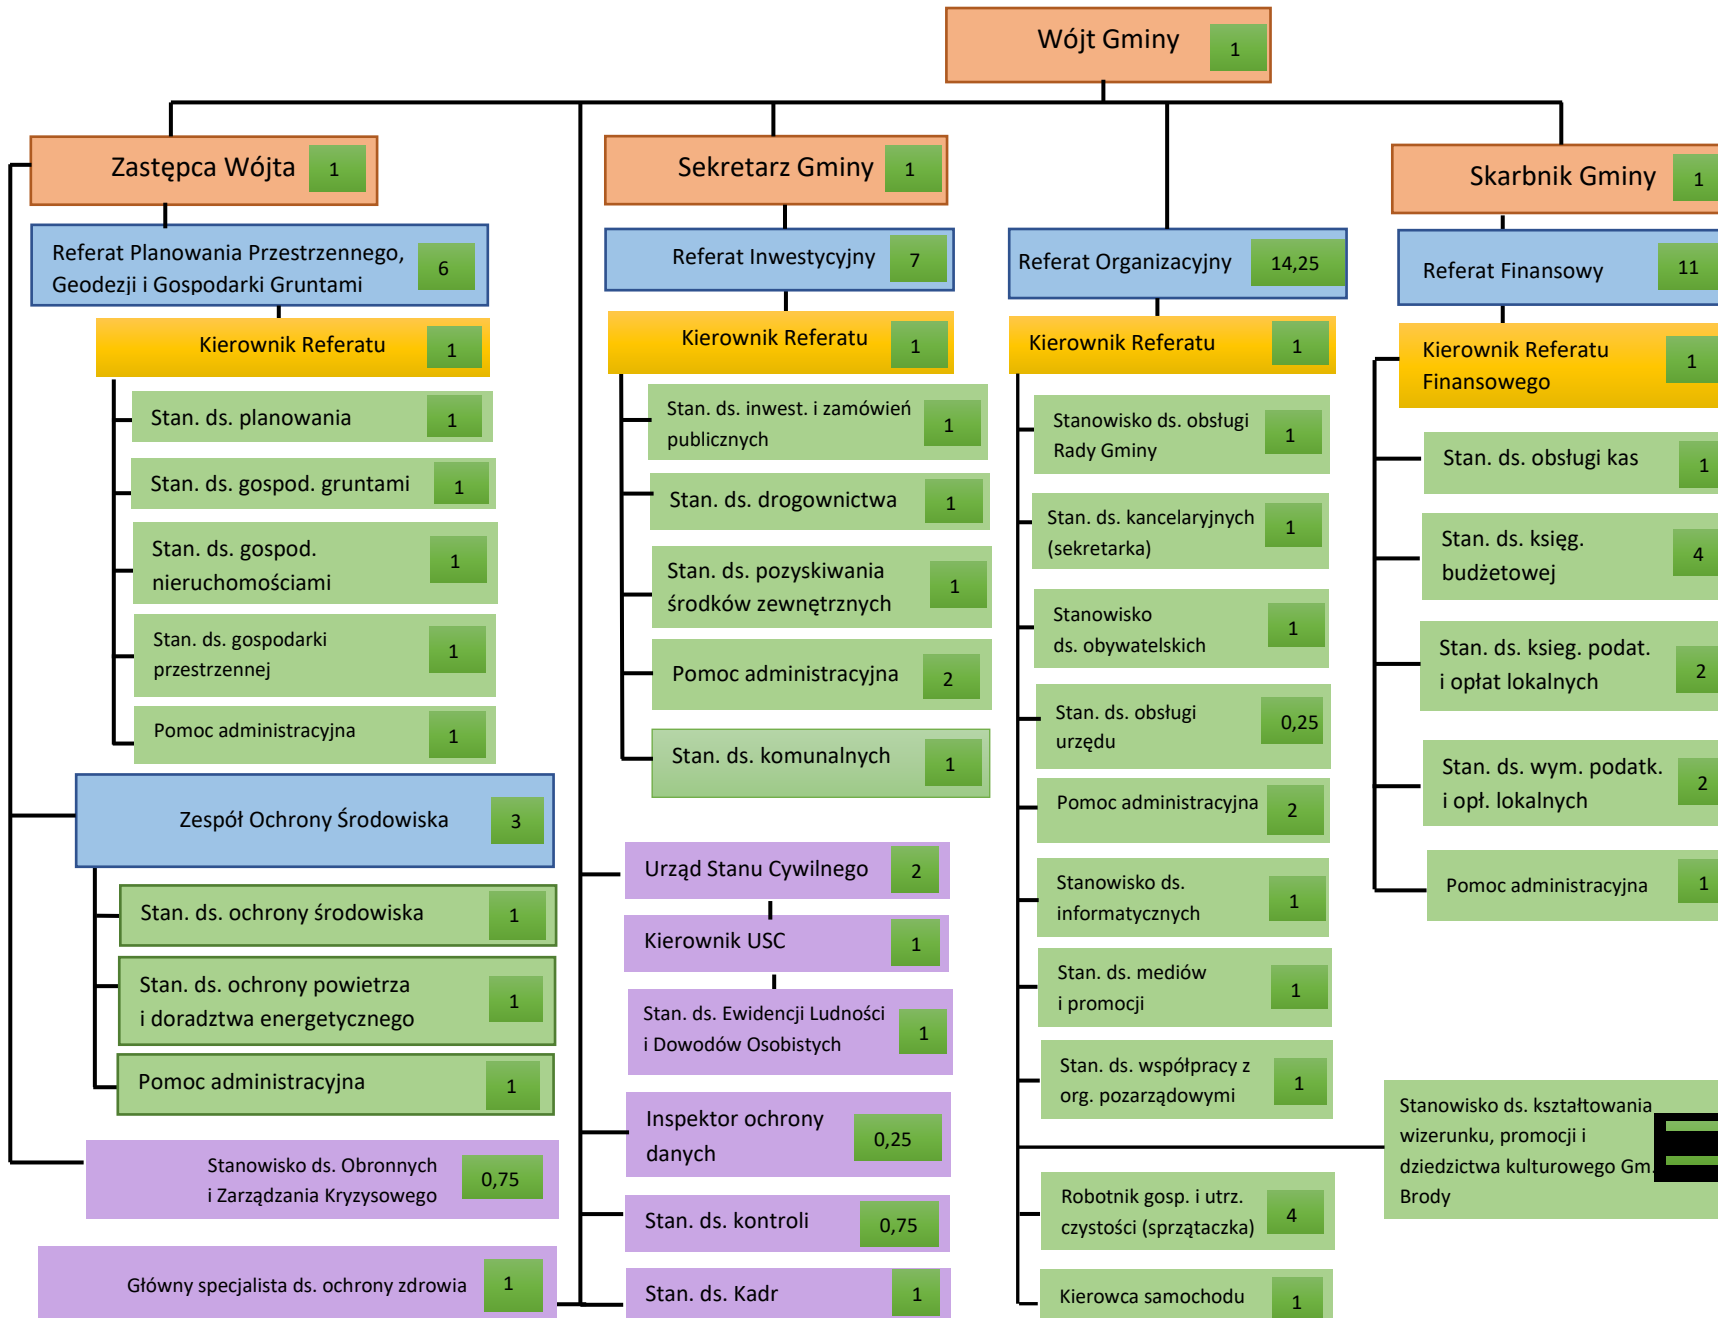 Wójt Gminy 1
Zastępca Wójta 1
Referat Planowania Przestrzennego,
Geodezji i Gospodarki Gruntami
6
Kierownik Referatu 1
Stan. ds. planowania 1
Stan. ds. gospod. gruntami 1
Stan. ds. gospod.
nieruchomościami
1
Stan. ds. gospodarki
przestrzennej
1
Pomoc administracyjna 1
Zespół Ochrony Środowiska 3
Stan. ds. ochrony środowiska 1
Stan. ds. ochrony powietrza
i doradztwa energetycznego
1
Pomoc administracyjna 1
Stanowisko ds. Obronnych
i Zarządzania Kryzysowego
0,75
Główny specjalista ds. ochrony zdrowia 1
Sekretarz Gminy 1
Referat Inwestycyjny 7
Kierownik Referatu 1
Stan. ds. inwest. i zamówień
publicznych
1
Stan. ds. drogownictwa 1
Stan. ds. pozyskiwania
środków zewnętrznych
1
Pomoc administracyjna 2
Stan. ds. komunalnych 1
Urząd Stanu Cywilnego 2
Kierownik USC 1
Stan. ds. Ewidencji Ludności
i Dowodów Osobistych
1
Inspektor ochrony
danych
0,25
Stan. ds. kontroli 0,75
Stan. ds. Kadr 1
Referat Organizacyjny 14,25
Kierownik Referatu 1
Stanowisko ds. obsługi
Rady Gminy
1
Stan. ds. kancelaryjnych
(sekretarka)
1
Stanowisko
ds. obywatelskich
1
Stan. ds. obsługi
urzędu
0,25
Pomoc administracyjna 2
Stanowisko ds.
informatycznych
1
Stan. ds. mediów
i promocji
1
Stan. ds. współpracy z
org. pozarządowymi
1
Robotnik gosp. i utrz.
czystości (sprzątaczka)
4
Kierowca samochodu 1
Skarbnik Gminy 1
Referat Finansowy 11
Kierownik Referatu
Finansowego
1
Stan. ds. obsługi kas 1
Stan. ds. księg.
budżetowej
4
Stan. ds. ksieg. podat.
i opłat lokalnych
2
Stan. ds. wym. podatk.
i opł. lokalnych
2
Pomoc administracyjna 1
Stanowisko ds. kształtowania
wizerunku, promocji i
dziedzictwa kulturowego Gm.
Brody